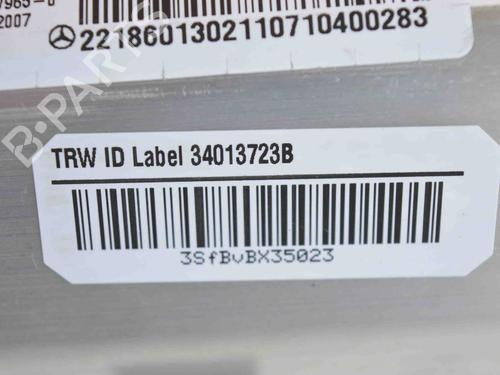 2007
2218601302110710400283
TRW ID Label 34013723B
3SfBvBX35023
B-PARTS